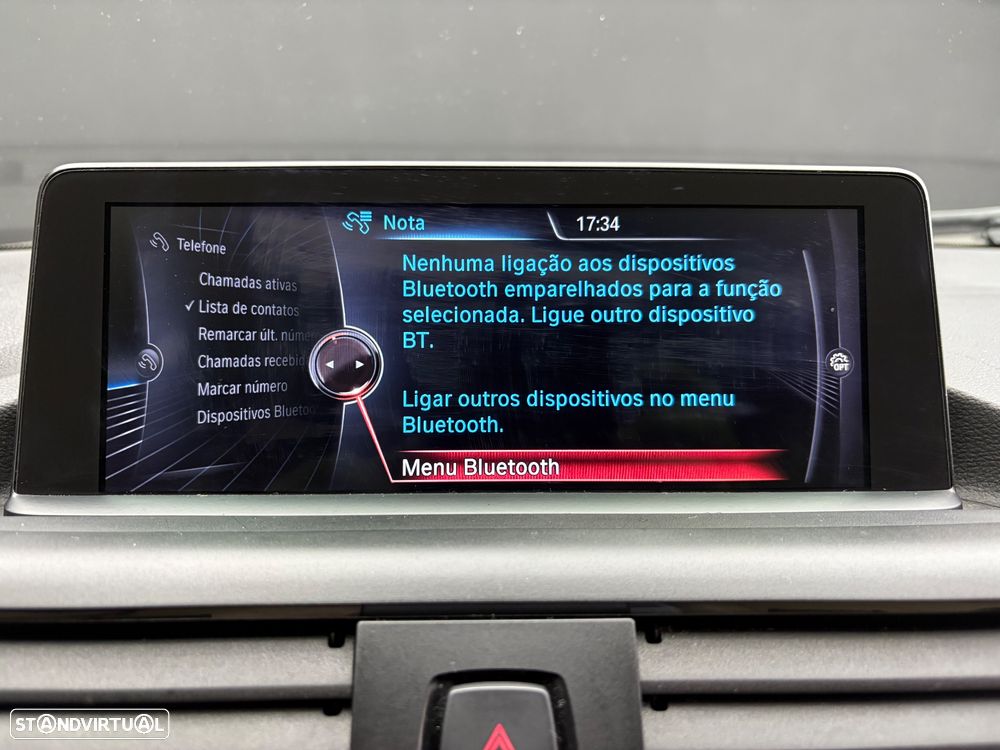 Nota
17:34
Telefone
Chamadas ativas
Lista de contatos
Remarcar últ. núme
Chamadas recebid
Marcar número
Dispositivos Bluetoo
Nenhuma ligação aos dispositivos
Bluetooth emparelhados para a função
selecionada. Ligue outro dispositivo
BT.
Ligar outros dispositivos no menu
Bluetooth.
Menu Bluetooth
OPT
STANDVIRTUAL